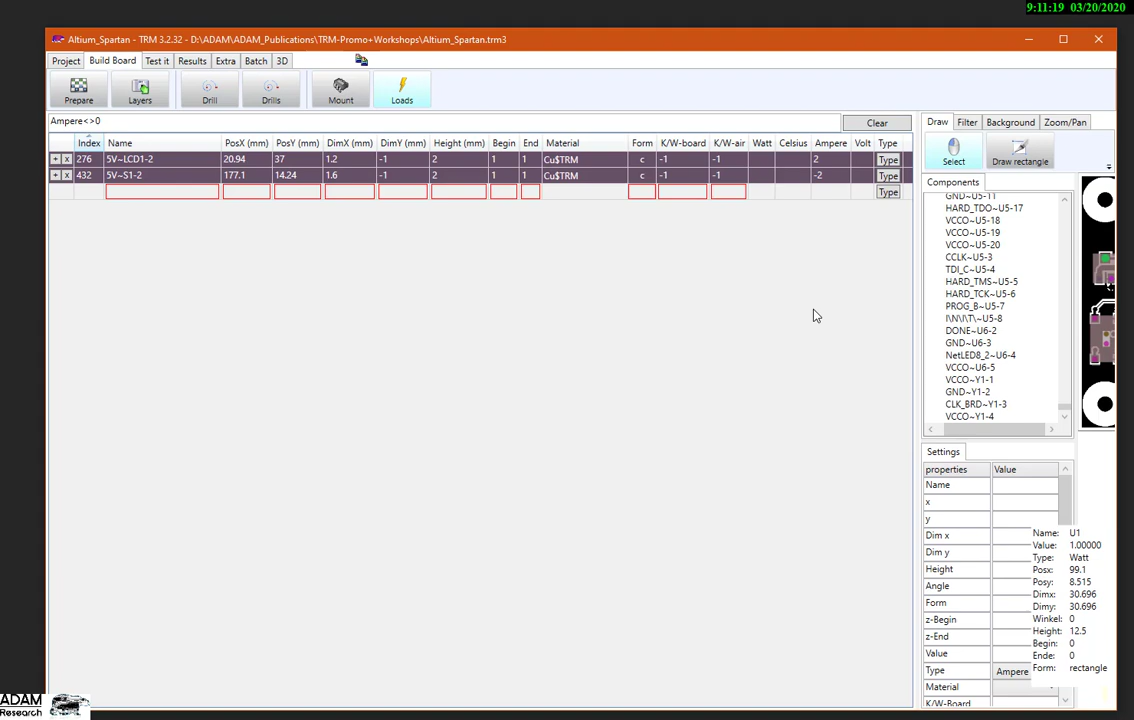 9:11:19 03/20/2020
Altium_Spartan - TRM 3.2.32 - D:\ADAM\ADAM_Publications\TRM-Promo+Workshops\Altium_Spartan.trm3
Project Build Board Test it Results Extra Batch 3D
Prepare Layers Drill Drills Mount Loads
Ampere<>0 Clear
Index Name PosX (mm) PosY (mm) DimX (mm) DimY (mm) Height (mm) Begin End Material Form K/W-board K/W-air Watt Celsius Ampere Volt Type
+ x 276 5V~LCD1-2 20.94 37 1.2 -1 2 1 1 Cu$TRM c -1 -1 2 Type
+ x 432 5V~S1-2 177.1 14.24 1.6 -1 2 1 1 Cu$TRM c -1 -1 -2 Type
Type
Draw Filter Background Zoom/Pan
Select Draw rectangle
Components
GND~U5-11
HARD_TDO~U5-17
VCCO~U5-18
VCCO~U5-19
VCCO~U5-20
CCLK~U5-3
TDI_C~U5-4
HARD_TMS~U5-5
HARD_TCK~U5-6
PROG_B~U5-7
I\N\I\T\~U5-8
DONE~U6-2
GND~U6-3
NetLED8_2~U6-4
VCCO~U6-5
VCCO~Y1-1
GND~Y1-2
CLK_BRD~Y1-3
VCCO~Y1-4
Settings
properties Value
Name
x
y
Dim x
Dim y
Height
Angle
Form
z-Begin
z-End
Value
Type Ampere
Material
K/W-Board
Name: U1
Value: 1.00000
Type: Watt
Posx: 99.1
Posy: 8.515
Dimx: 30.696
Dimy: 30.696
Winkel: 0
Height: 12.5
Begin: 0
Ende: 0
Form: rectangle
ADAM
Research